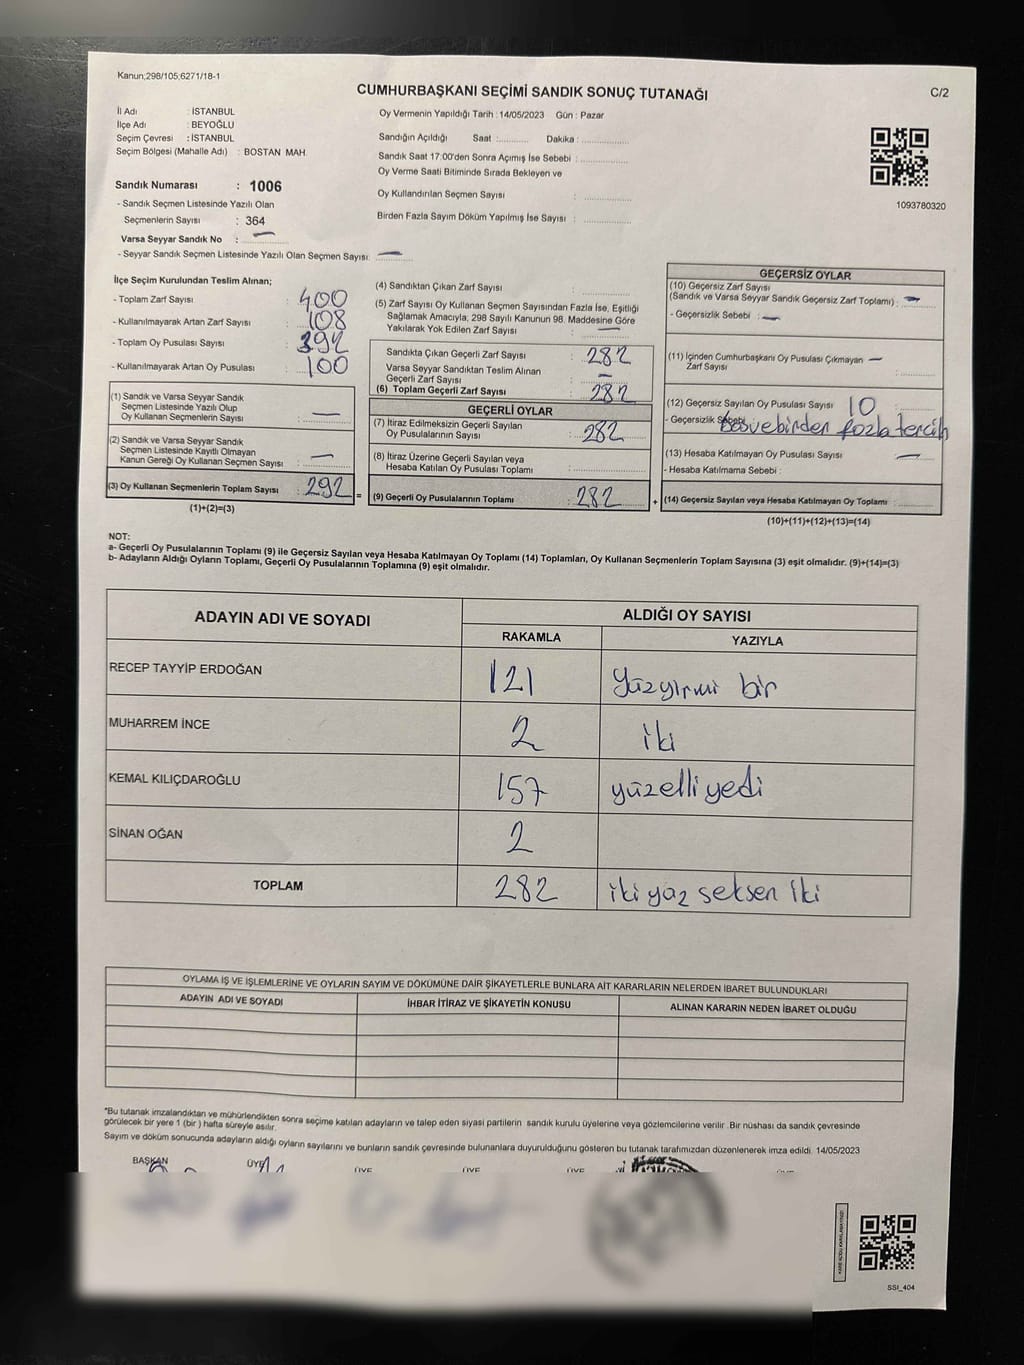 Kanun;298/105;6271/18-1
CUMHURBAŞKANI SEÇİMİ SANDIK SONUÇ TUTANAĞI
C/2
İl Adı : İSTANBUL
İlçe Adı : BEYOĞLU
Seçim Çevresi : İSTANBUL
Seçim Bölgesi (Mahalle Adı) : BOSTAN MAH.
Sandık Numarası : 1006
- Sandık Seçmen Listesinde Yazılı Olan
Seçmenlerin Sayısı : 364
Varsa Seyyar Sandık No : —
- Seyyar Sandık Seçmen Listesinde Yazılı Olan Seçmen Sayısı: —
Oy Vermenin Yapıldığı Tarih : 14/05/2023 Gün : Pazar
Sandığın Açıldığı Saat :........... Dakika :...............
Sandık Saat 17:00'den Sonra Açımış İse Sebebi :...............
Oy Verme Saati Bitiminde Sırada Bekleyen ve
Oy Kullandırılan Seçmen Sayısı : ...............
Birden Fazla Sayım Döküm Yapılmış İse Sayısı : ...............
1093780320
İlçe Seçim Kurulundan Teslim Alınan;
- Toplam Zarf Sayısı : 400
- Kullanılmayarak Artan Zarf Sayısı : 108
- Toplam Oy Pusulası Sayısı : 392
- Kullanılmayarak Artan Oy Pusulası : 100
(1) Sandık ve Varsa Seyyar Sandık
Seçmen Listesinde Yazılı Olup
Oy Kullanan Seçmenlerin Sayısı : —
(2) Sandık ve Varsa Seyyar Sandık
Seçmen Listesinde Kayıtlı Olmayan
Kanun Gereği Oy Kullanan Seçmen Sayısı : —
(3) Oy Kullanan Seçmenlerin Toplam Sayısı : 292 =
(1)+(2)=(3)
(4) Sandıktan Çıkan Zarf Sayısı :
(5) Zarf Sayısı Oy Kullanan Seçmen Sayısından Fazla İse, Eşitliği
Sağlamak Amacıyla; 298 Sayılı Kanunun 98. Maddesine Göre
Yakılarak Yok Edilen Zarf Sayısı : —
Sandıkta Çıkan Geçerli Zarf Sayısı : 282
Varsa Seyyar Sandıktan Teslim Alınan
Geçerli Zarf Sayısı : —
(6) Toplam Geçerli Zarf Sayısı : 282
GEÇERLİ OYLAR
(7) İtiraz Edilmeksizin Geçerli Sayılan
Oy Pusulalarının Sayısı : 282
(8) İtiraz Üzerine Geçerli Sayılan veya
Hesaba Katılan Oy Pusulası Toplamı :
(9) Geçerli Oy Pusulalarının Toplamı : 282 +
GEÇERSİZ OYLAR
(10) Geçersiz Zarf Sayısı
(Sandık ve Varsa Seyyar Sandık Geçersiz Zarf Toplamı) : —
- Geçersizlik Sebebi : —
(11) İçinden Cumhurbaşkanı Oy Pusulası Çıkmayan —
Zarf Sayısı :
(12) Geçersiz Sayılan Oy Pusulası Sayısı 10
- Geçersizlik Sebebi boş ve birden fazla tercih
(13) Hesaba Katılmayan Oy Pusulası Sayısı : —
- Hesaba Katılmama Sebebi :
(14) Geçersiz Sayılan veya Hesaba Katılmayan Oy Toplamı :
(10)+(11)+(12)+(13)=(14)
NOT:
a- Geçerli Oy Pusulalarının Toplamı (9) ile Geçersiz Sayılan veya Hesaba Katılmayan Oy Toplamı (14) Toplamları, Oy Kullanan Seçmenlerin Toplam Sayısına (3) eşit olmalıdır. (9)+(14)=(3)
b- Adayların Aldığı Oyların Toplamı, Geçerli Oy Pusulalarının Toplamına (9) eşit olmalıdır.
ADAYIN ADI VE SOYADI ALDIĞI OY SAYISI
RAKAMLA YAZIYLA
RECEP TAYYİP ERDOĞAN 121 yüzyirmi bir
MUHARREM İNCE 2 iki
KEMAL KILIÇDAROĞLU 157 yüzelli yedi
SİNAN OĞAN 2
TOPLAM 282 iki yüz seksen iki
OYLAMA İŞ VE İŞLEMLERİNE VE OYLARIN SAYIM VE DÖKÜMÜNE DAİR ŞİKAYETLERLE BUNLARA AİT KARARLARIN NELERDEN İBARET BULUNDUKLARI
ADAYIN ADI VE SOYADI İHBAR İTİRAZ VE ŞİKAYETİN KONUSU ALINAN KARARIN NEDEN İBARET OLDUĞU
*Bu tutanak imzalandıktan ve mühürlendikten sonra seçime katılan adayların ve talep eden siyasi partilerin sandık kurulu üyelerine veya gözlemcilerine verilir .Bir nüshası da sandık çevresinde
görülecek bir yere 1 (bir ) hafta süreyle asılır.
Sayım ve döküm sonucunda adayların aldığı oyların sayılarını ve bunların sandık çevresinde bulunanlara duyurulduğunu gösteren bu tutanak tarafımızdan düzenlenerek imza edildi. 14/05/2023
BAŞKAN ÜYE ÜYE ÜYE ÜYE ÜYE
SSI_404